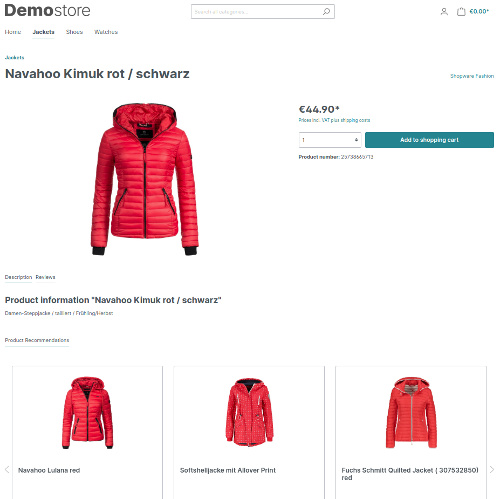 Demostore
Search all categories...
€0.00*
Home Jackets Shoes Watches
Jackets
Navahoo Kimuk rot / schwarz
Shopware Fashion
€44.90*
Prices incl. VAT plus shipping costs
1
Add to shopping cart
Product number: 25738665713
Description Reviews
Product information "Navahoo Kimuk rot / schwarz"
Damen-Steppjacke / tailliert / Frühling/Herbst
Product Recommendations
Navahoo Lulana red
Softshelljacke mit Allover Print
Fuchs Schmitt Quilted Jacket ( 307532850)
red